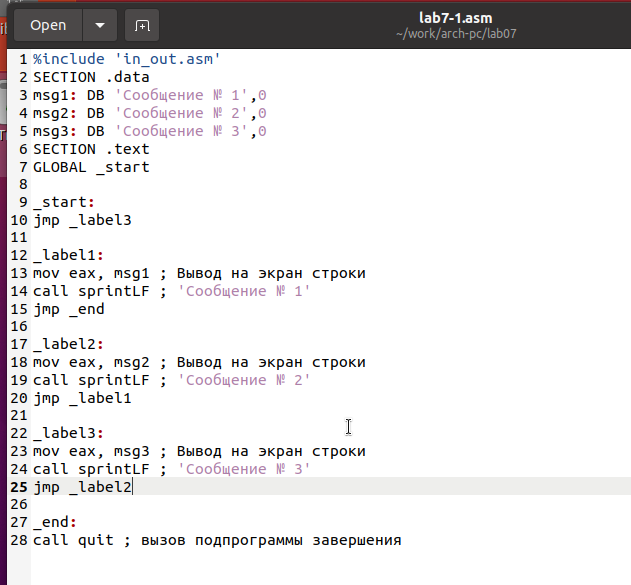 Open
lab7-1.asm
~/work/arch-pc/lab07
1 %include 'in_out.asm'
2 SECTION .data
3 msg1: DB 'Сообщение № 1',0
4 msg2: DB 'Сообщение № 2',0
5 msg3: DB 'Сообщение № 3',0
6 SECTION .text
7 GLOBAL _start
8
9 _start:
10 jmp _label3
11
12 _label1:
13 mov eax, msg1 ; Вывод на экран строки
14 call sprintLF ; 'Сообщение № 1'
15 jmp _end
16
17 _label2:
18 mov eax, msg2 ; Вывод на экран строки
19 call sprintLF ; 'Сообщение № 2'
20 jmp _label1
21
22 _label3:
23 mov eax, msg3 ; Вывод на экран строки
24 call sprintLF ; 'Сообщение № 3'
25 jmp _label2
26
27 _end:
28 call quit ; вызов подпрограммы завершения